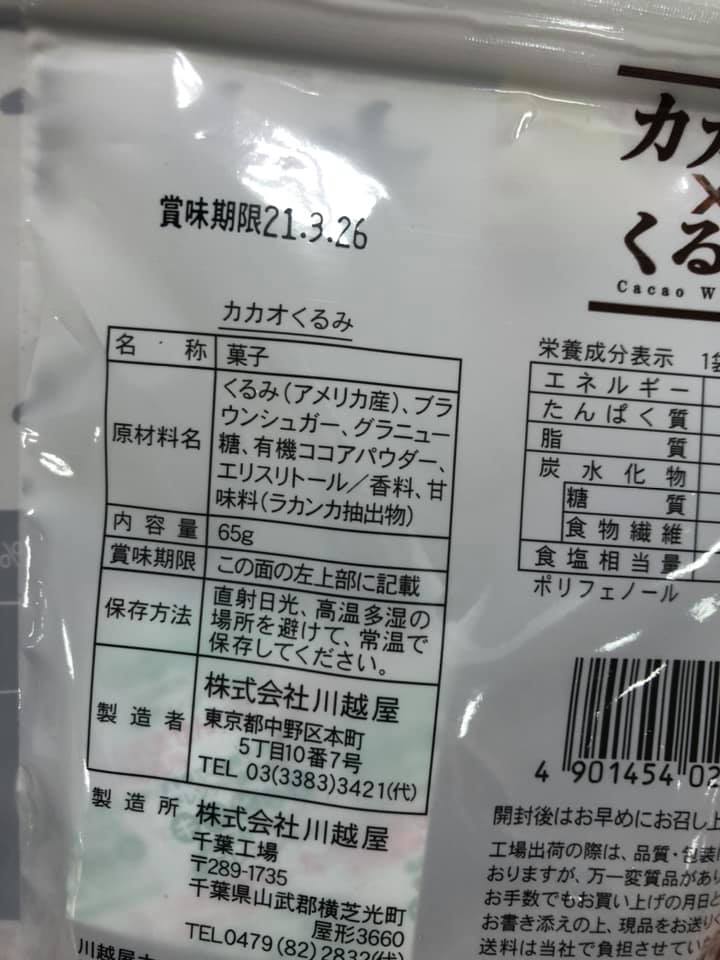 賞味期限21.3.26
カカオくるみ
名称 菓子
原材料名 くるみ(アメリカ産)、ブラ
ウンシュガー、グラニュー
糖、有機ココアパウダー、
エリスリトール/香料、甘
味料(ラカンカ抽出物)
内容量 65g
賞味期限 この面の左上部に記載
保存方法 直射日光、高温多湿の
場所を避けて、常温で
保存してください。
製造者 株式会社川越屋
東京都中野区本町
5丁目10番7号
TEL 03(3383)3421(代)
製造所 株式会社川越屋
千葉工場
〒289-1735
千葉県山武郡横芝光町
屋形3660
TEL0479(82)2832(代)
川越屋
カカ
×
くる
Cacao W
栄養成分表示 1袋
エネルギー
たんぱく質
脂質
炭水化物
糖質
食物繊維
食塩相当量
ポリフェノール
4 901454 02
開封後はお早めにお召し上
工場出荷の際は、品質・包装
おりますが、万一変質品があり
お手数でもお買い上げの月日と
お書き添えの上、現品をお送り
送料は当社で負担させてい